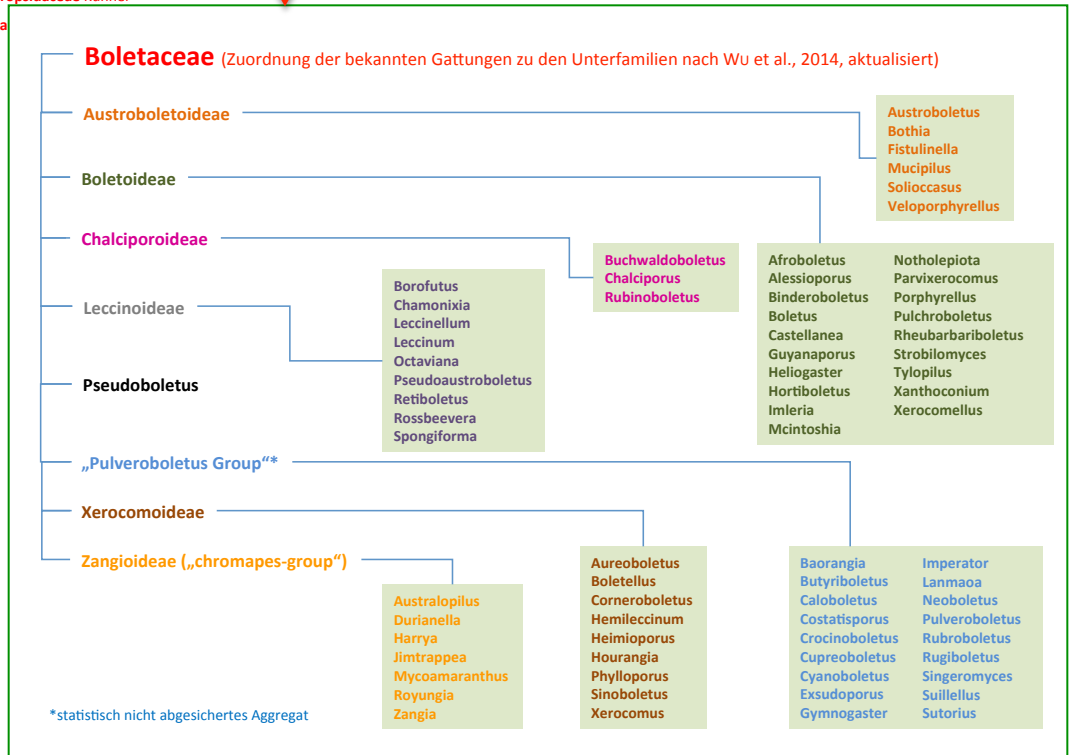 Kühner
a
Boletaceae (Zuordnung der bekannten Gattungen zu den Unterfamilien nach Wu et al., 2014, aktualisiert)
Austroboletoideae
Austroboletus
Bothia
Fistulinella
Mucipilus
Solioccasus
Veloporphyrellus
Boletoideae
Afroboletus
Alessioporus
Binderoboletus
Boletus
Castellanea
Guyanaporus
Heliogaster
Hortiboletus
Imleria
Mcintoshia
Notholepiota
Parvixerocomus
Porphyrellus
Pulchroboletus
Rheubarbariboletus
Strobilomyces
Tylopilus
Xanthoconium
Xerocomellus
Chalciporoideae
Buchwaldoboletus
Chalciporus
Rubinoboletus
Leccinoideae
Borofutus
Chamonixia
Leccinellum
Leccinum
Octaviana
Pseudoaustroboletus
Retiboletus
Rossbeevera
Spongiforma
Pseudoboletus
„Pulveroboletus Group“*
Baorangia
Butyriboletus
Caloboletus
Costatisporus
Crocinoboletus
Cupreoboletus
Cyanoboletus
Exsudoporus
Gymnogaster
Imperator
Lanmaoa
Neoboletus
Pulveroboletus
Rubroboletus
Rugiboletus
Singeromyces
Suillellus
Sutorius
Xerocomoideae
Aureoboletus
Boletellus
Corneroboletus
Hemileccinum
Heimioporus
Hourangia
Phylloporus
Sinoboletus
Xerocomus
Zangioideae („chromapes-group“)
Australopilus
Durianella
Harrya
Jimtrappea
Mycoamaranthus
Royungia
Zangia
*statistisch nicht abgesichertes Aggregat